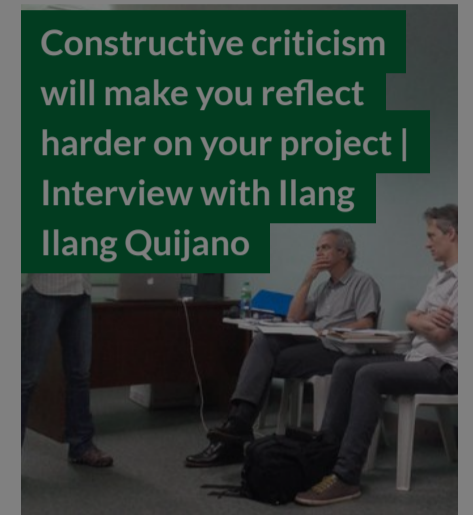 Constructive criticism
will make you reflect
harder on your project |
Interview with Ilang
Ilang Quijano